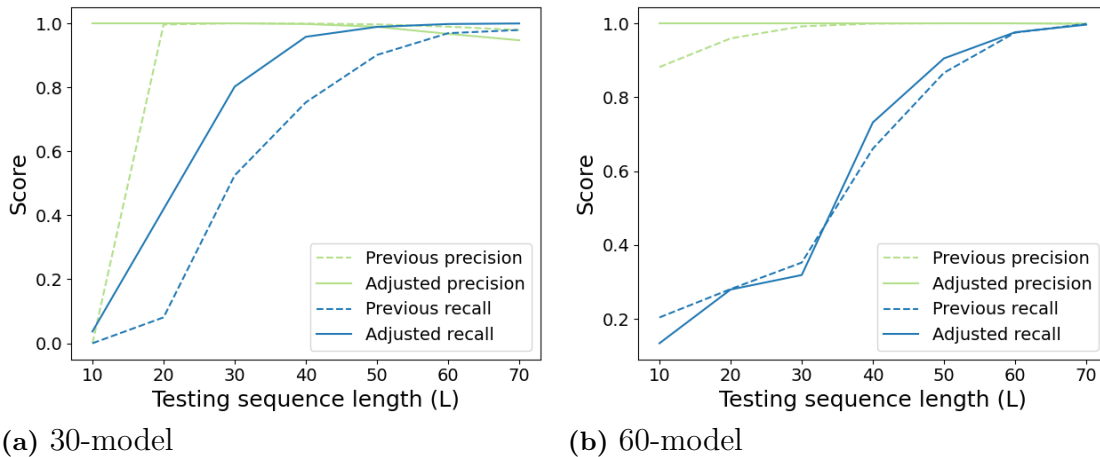 1.0
0.8
0.6
0.4
0.2
0.0
Score
10 20 30 40 50 60 70
Testing sequence length (L)
Previous precision
Adjusted precision
Previous recall
Adjusted recall
(a) 30-model
1.0
0.8
0.6
0.4
0.2
Score
10 20 30 40 50 60 70
Testing sequence length (L)
Previous precision
Adjusted precision
Previous recall
Adjusted recall
(b) 60-model